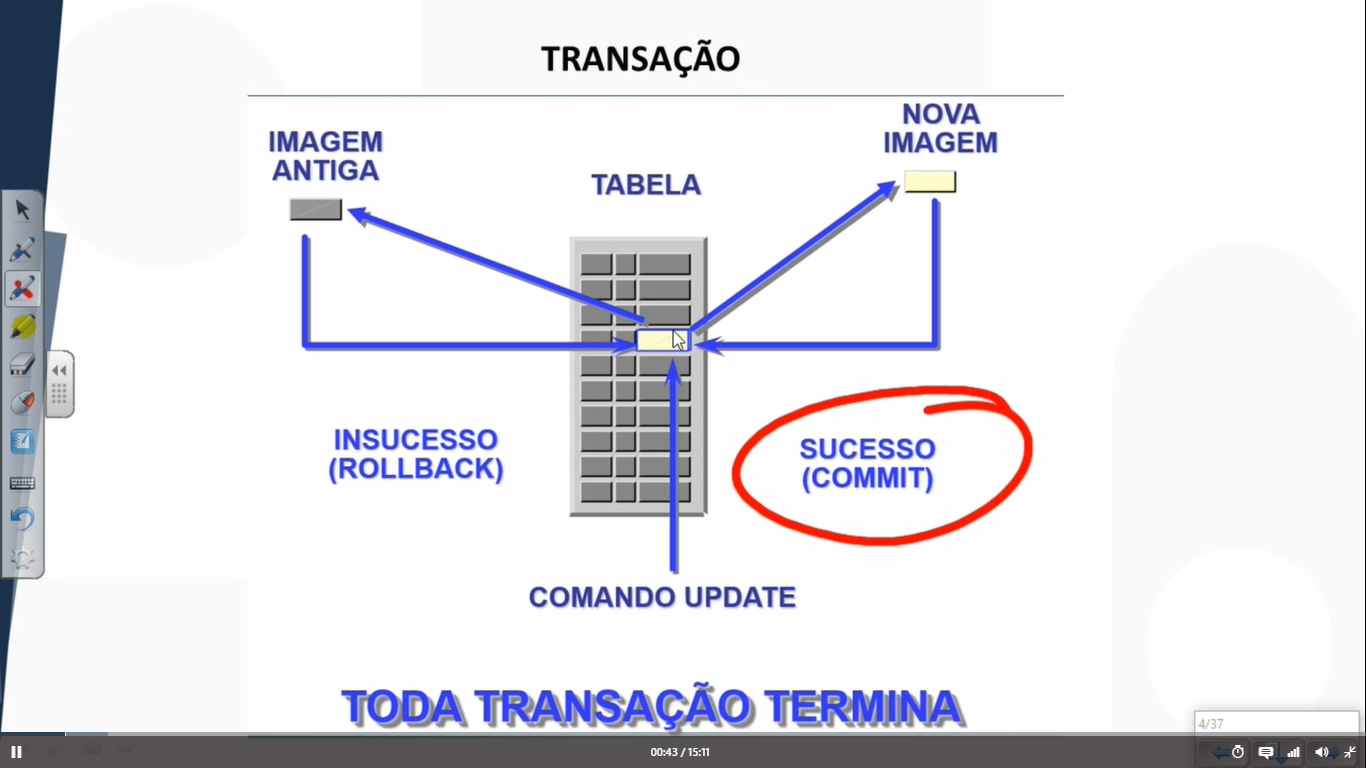 TRANSAÇÃO
IMAGEM
ANTIGA
TABELA
NOVA
IMAGEM
INSUCESSO
(ROLLBACK)
SUCESSO
(COMMIT)
COMANDO UPDATE
TODA TRANSAÇÃO TERMINA
4/37
00:43 / 15:11